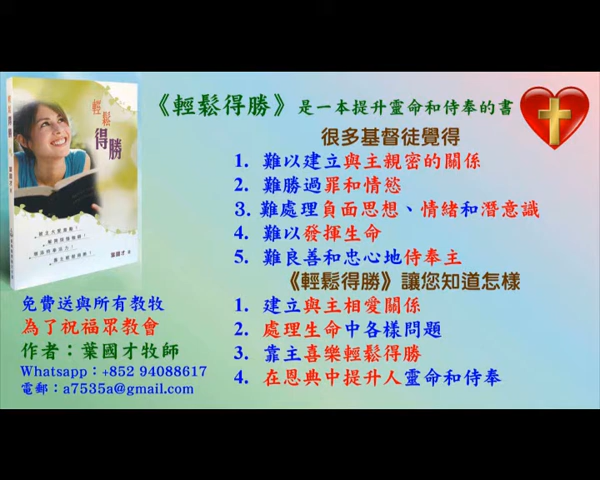 《輕鬆得勝》是一本提升靈命和侍奉的書
很多基督徒覺得
1. 難以建立與主親密的關係
2. 難勝過罪和情慾
3. 難處理負面思想、情緒和潛意識
4. 難以發揮生命
5. 難良善和忠心地侍奉主
《輕鬆得勝》讓您知道怎樣
1. 建立與主相愛關係
2. 處理生命中各樣問題
3. 靠主喜樂輕鬆得勝
4. 在恩典中提升人靈命和侍奉
輕鬆
得勝
輕鬆得勝
葉國才 著
免費送與所有教牧
為了祝福眾教會
作者：葉國才牧師
Whatsapp：+852 94088617
電郵：a7535a@gmail.com